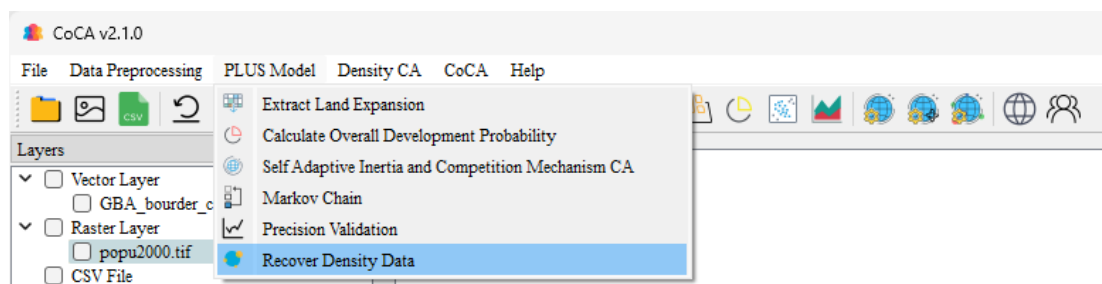 CoCA v2.1.0
File Data Preprocessing PLUS Model Density CA CoCA Help
CSV
Layers
Vector Layer
GBA_bourder_c
Raster Layer
popu2000.tif
CSV File
Extract Land Expansion
Calculate Overall Development Probability
Self Adaptive Inertia and Competition Mechanism CA
Markov Chain
Precision Validation
Recover Density Data